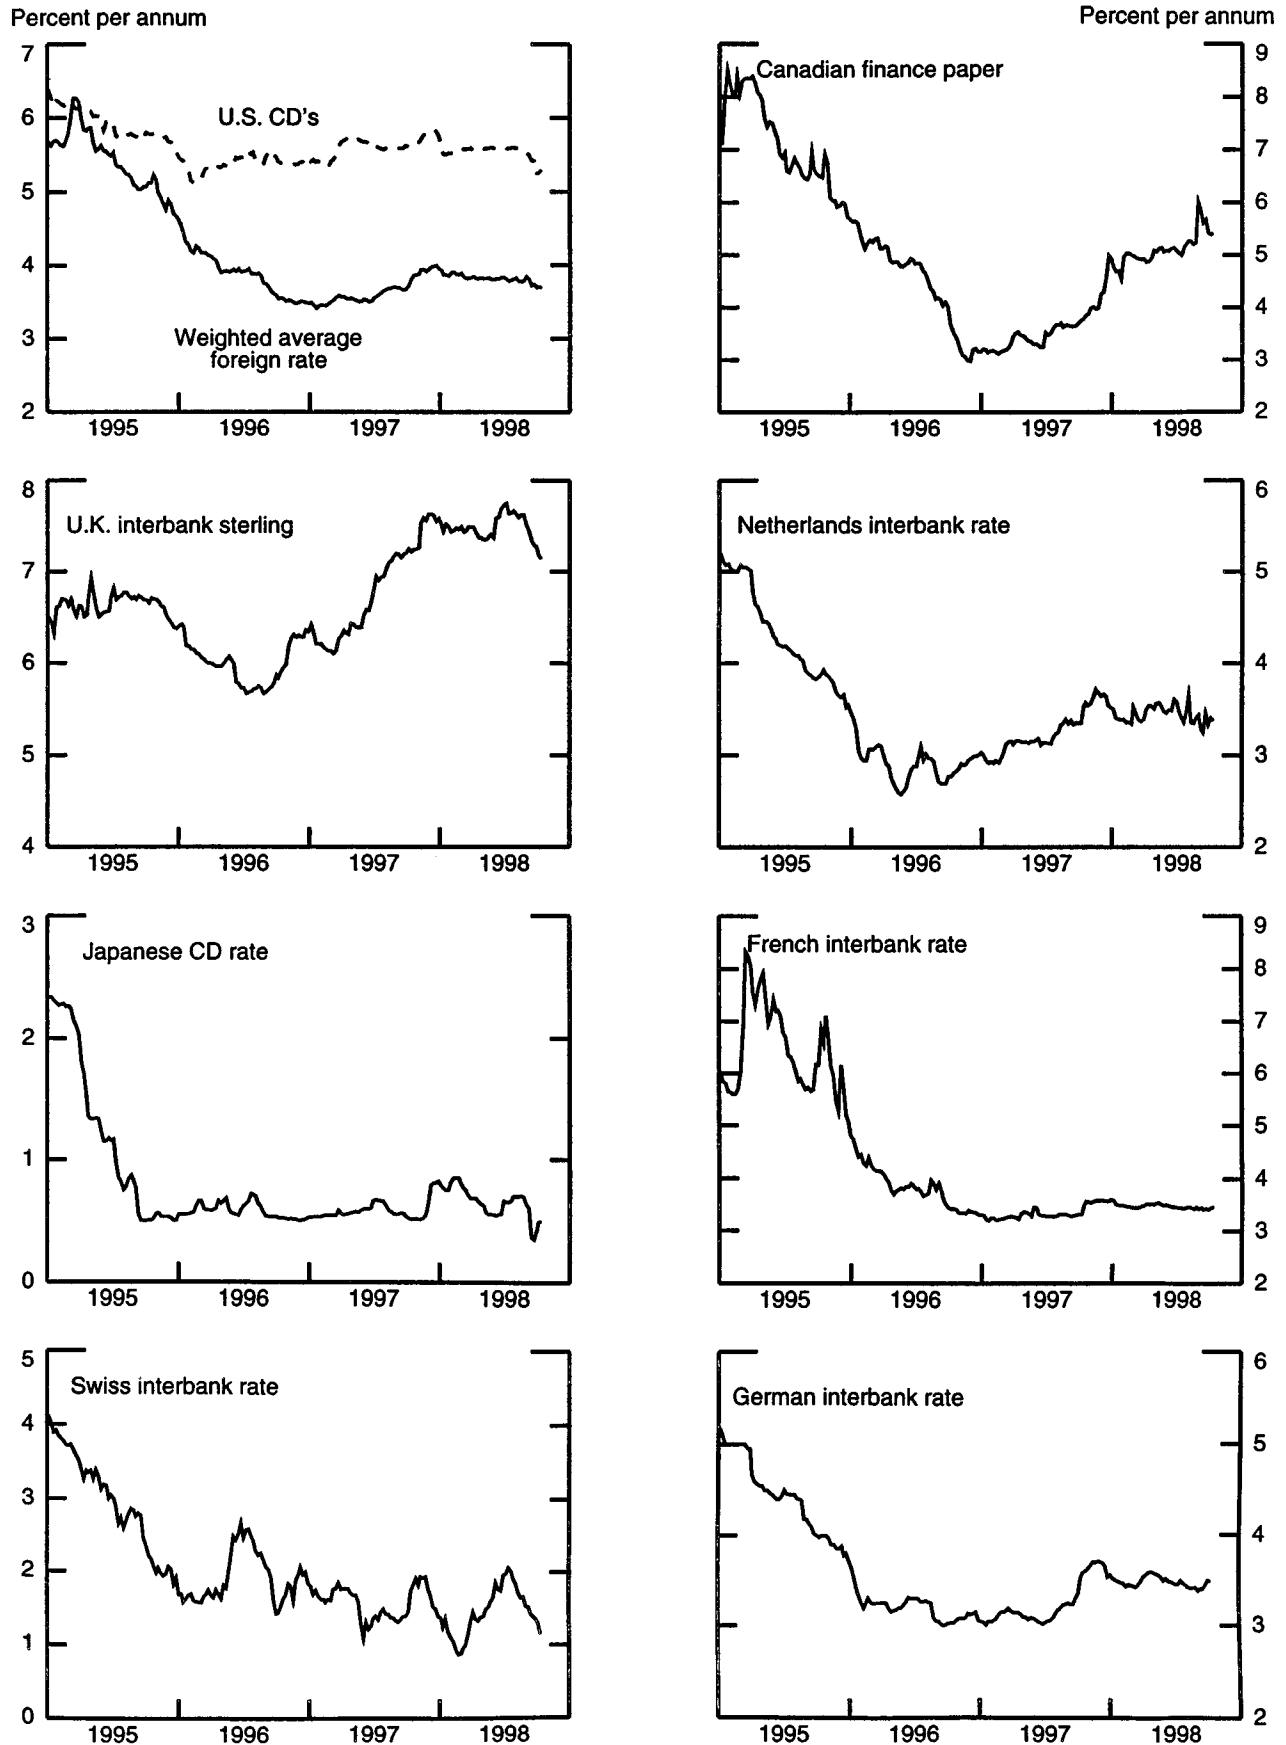 Percent per annum
Percent per annum
7
6
5
4
3
2
U.S. CD's
Weighted average
foreign rate
1995 1996 1997 1998
Canadian finance paper
9
8
7
6
5
4
3
2
1995 1996 1997 1998
8
7
6
5
4
U.K. interbank sterling
1995 1996 1997 1998
Netherlands interbank rate
6
5
4
3
2
1995 1996 1997 1998
3
2
1
0
Japanese CD rate
1995 1996 1997 1998
French interbank rate
9
8
7
6
5
4
3
2
1995 1996 1997 1998
5
4
3
2
1
0
Swiss interbank rate
1995 1996 1997 1998
German interbank rate
6
5
4
3
2
1995 1996 1997 1998